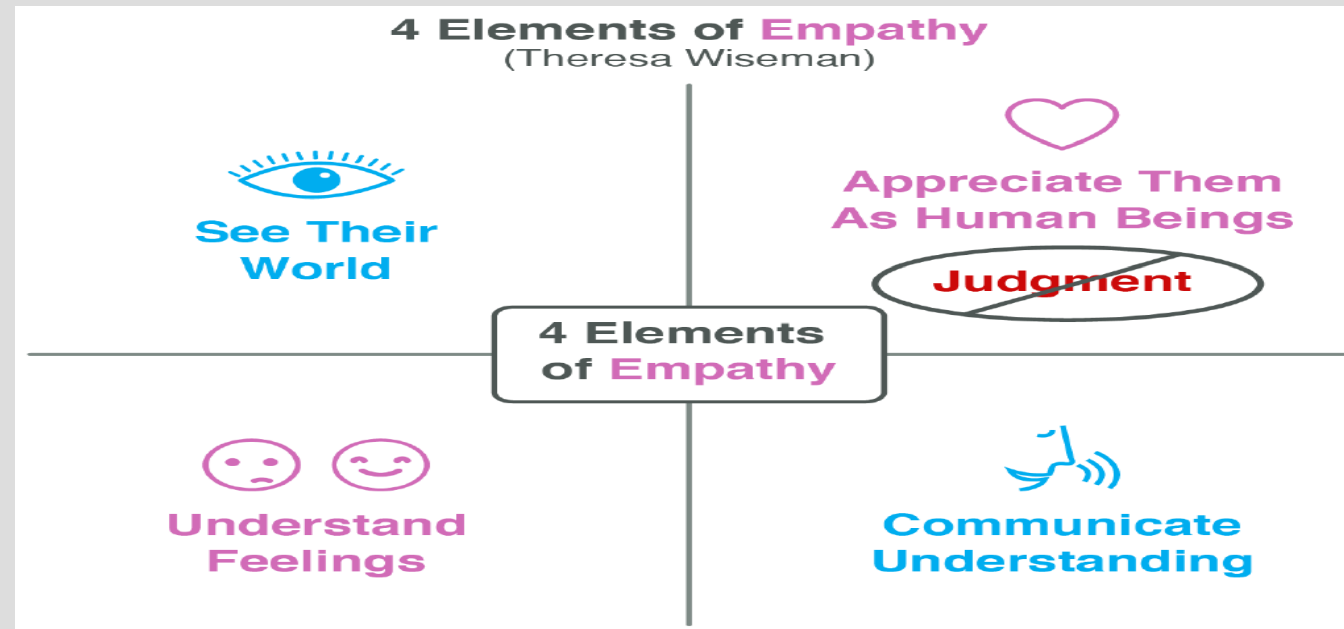 4 Elements of Empathy
(Theresa Wiseman)
See Their
World
Appreciate Them
As Human Beings
Judgment
4 Elements
of Empathy
Understand
Feelings
Communicate
Understanding